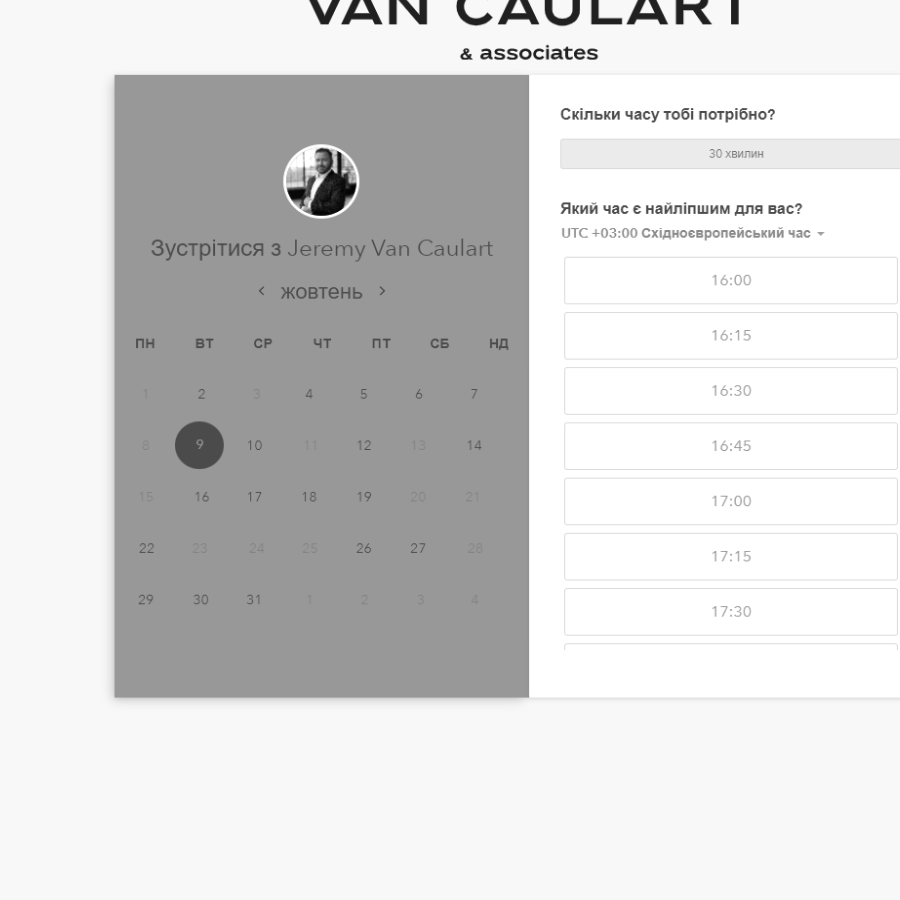 VAN CAULART
& associates
Зустрітися з Jeremy Van Caulart
жовтень
ПН ВТ СР ЧТ ПТ СБ НД
1 2 3 4 5 6 7
8 9 10 11 12 13 14
15 16 17 18 19 20 21
22 23 24 25 26 27 28
29 30 31 1 2 3 4
Скільки часу тобі потрібно?
30 хвилин
Який час є найліпшим для вас?
UTC +03:00 Східноєвропейський час
16:00
16:15
16:30
16:45
17:00
17:15
17:30